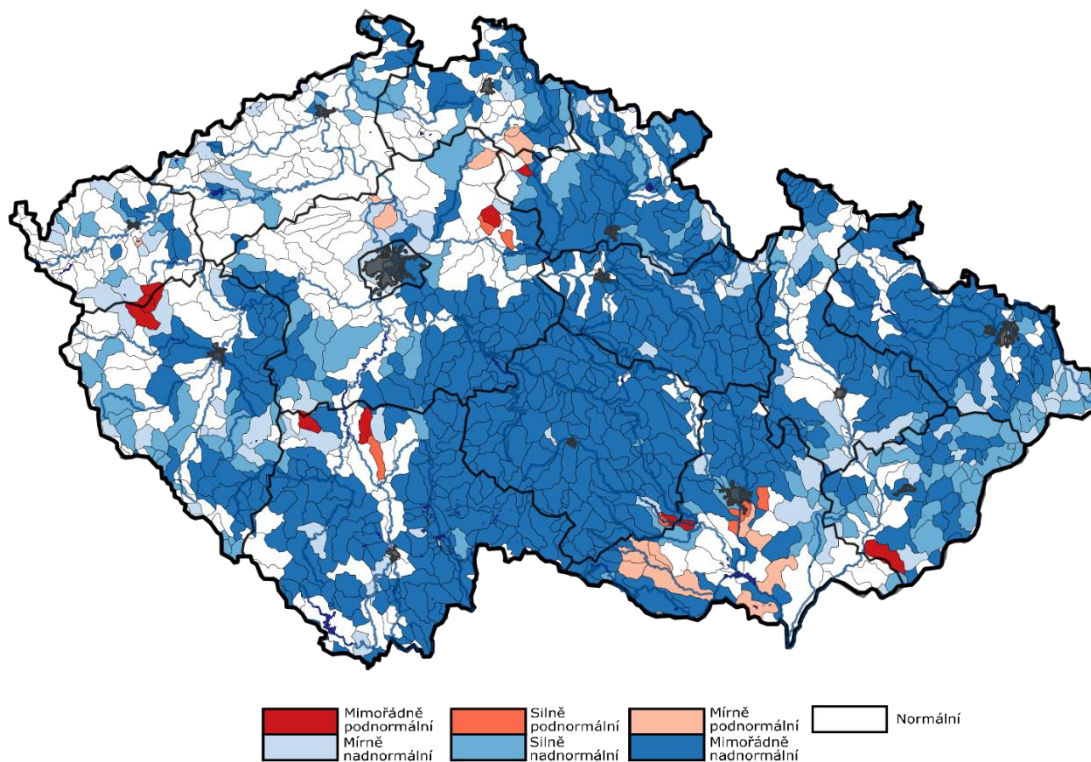 Mimořádně
podnormální
Silně
podnormální
Mírně
podnormální
Normální
Mírně
nadnormální
Silně
nadnormální
Mimořádně
nadnormální